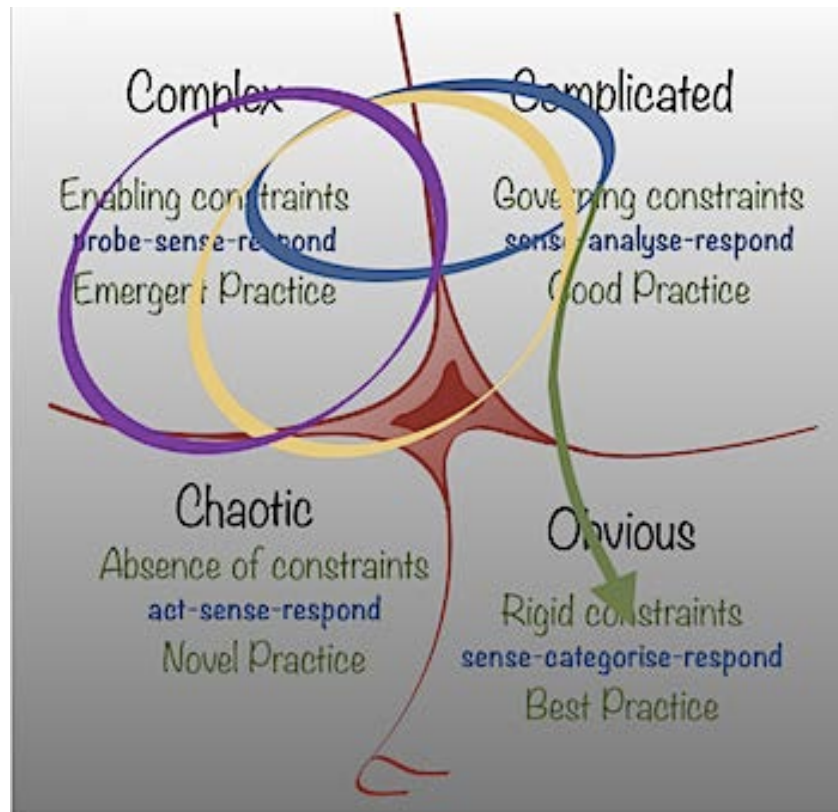 Complex
Enabling constraints
probe-sense-respond
Emergent Practice
Complicated
Governing constraints
sense-analyse-respond
Good Practice
Chaotic
Absence of constraints
act-sense-respond
Novel Practice
Obvious
Rigid constraints
sense-categorise-respond
Best Practice